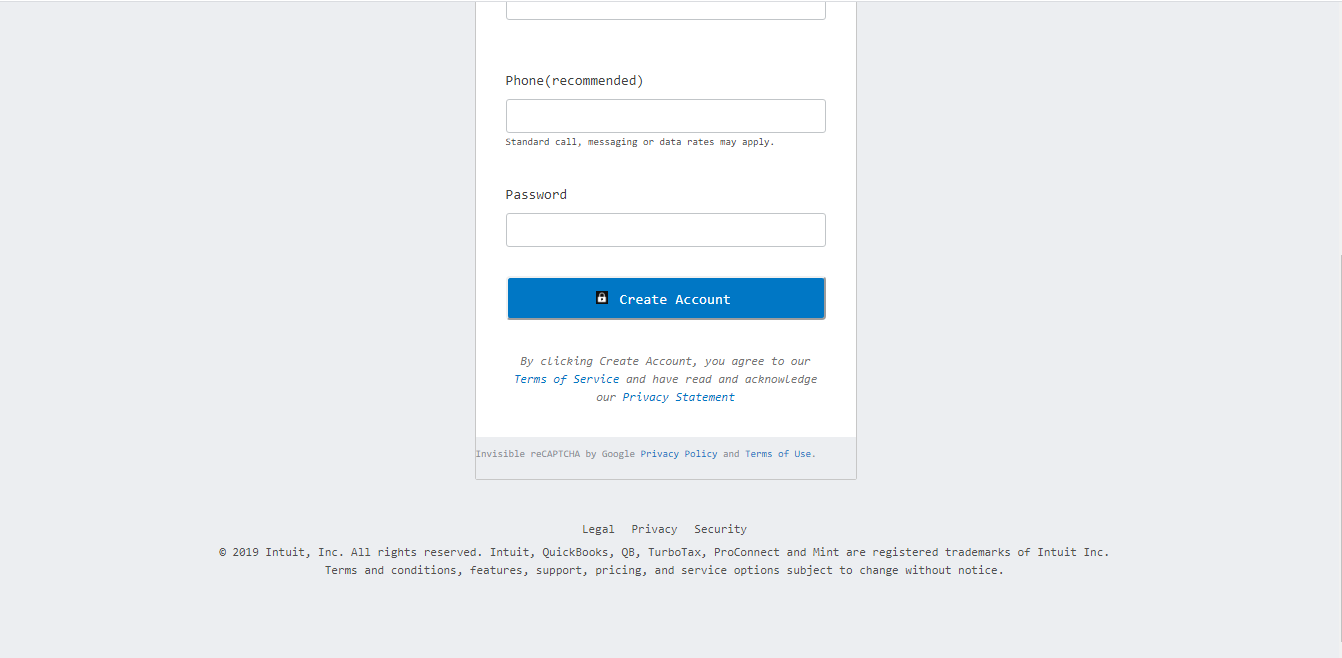 Phone(recommended)
Standard call, messaging or data rates may apply.
Password
Create Account
By clicking Create Account, you agree to our
Terms of Service and have read and acknowledge
our Privacy Statement
Invisible reCAPTCHA by Google Privacy Policy and Terms of Use.
Legal Privacy Security
© 2019 Intuit, Inc. All rights reserved. Intuit, QuickBooks, QB, TurboTax, ProConnect and Mint are registered trademarks of Intuit Inc.
Terms and conditions, features, support, pricing, and service options subject to change without notice.